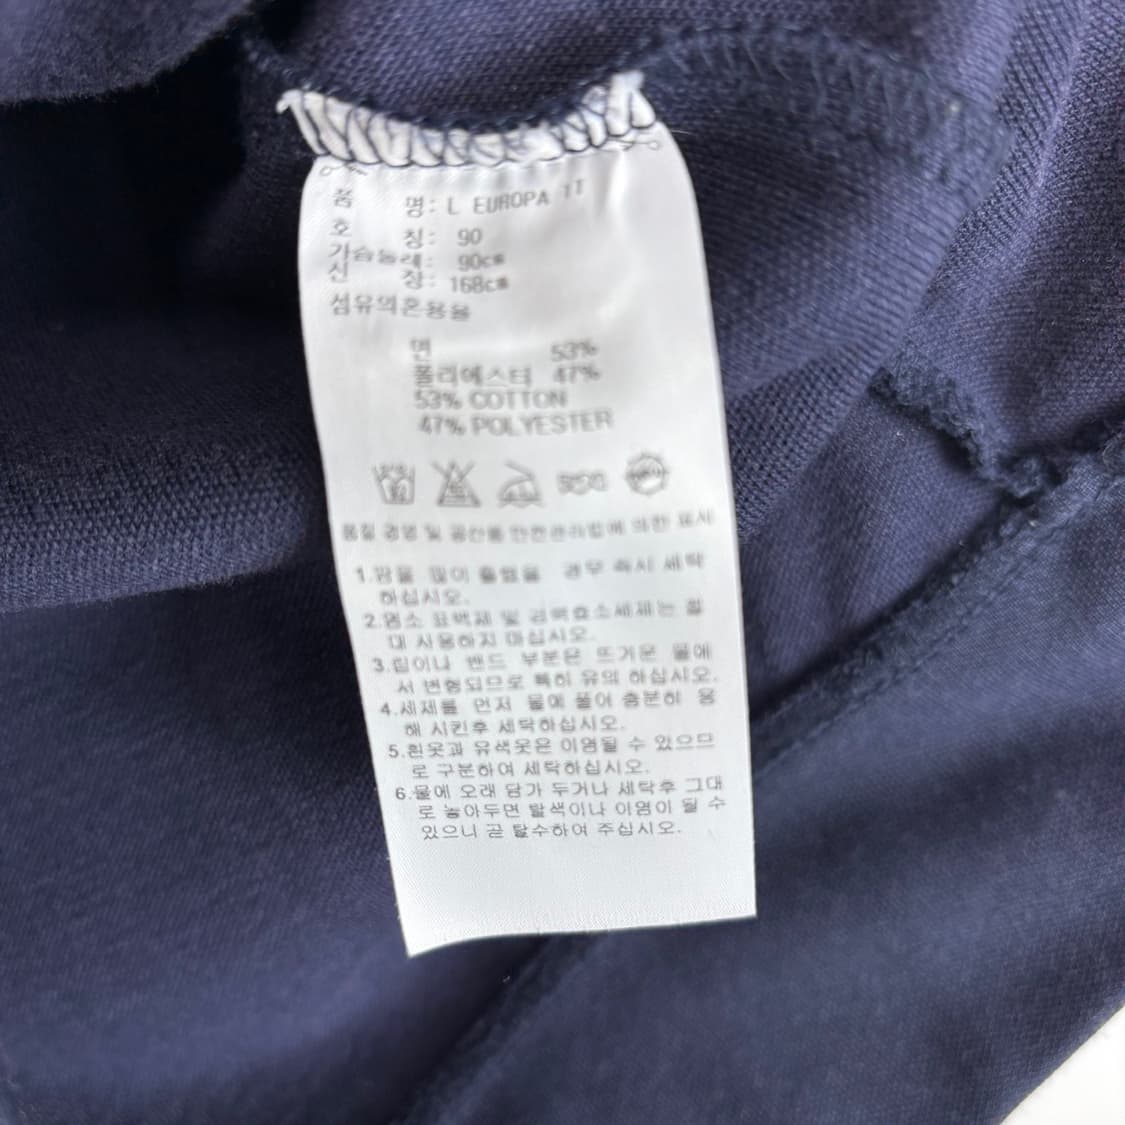 품 명: L EUROPA 1T
호 칭: 90
가슴둘레: 90cm
신 장: 168cm
섬유의혼용율
면 53%
폴리에스터 47%
53% COTTON
47% POLYESTER
품질 경영 및 공산품 안전관리법에 의한 표시
1.땀을 많이 흘렸을 경우 즉시 세탁
하십시오.
2.염소 표백제 및 강력효소세제는 절
대 사용하지 마십시오.
3.립이나 밴드 부분은 뜨거운 물에
서 변형되므로 특히 유의 하십시오.
4.세제를 먼저 물에 풀어 충분히 용
해 시킨후 세탁하십시오.
5.흰옷과 유색옷은 이염될 수 있으므
로 구분하여 세탁하십시오.
6.물에 오래 담가 두거나 세탁후 그대
로 놓아두면 탈색이나 이염이 될 수
있으니 곧 탈수하여 주십시오.